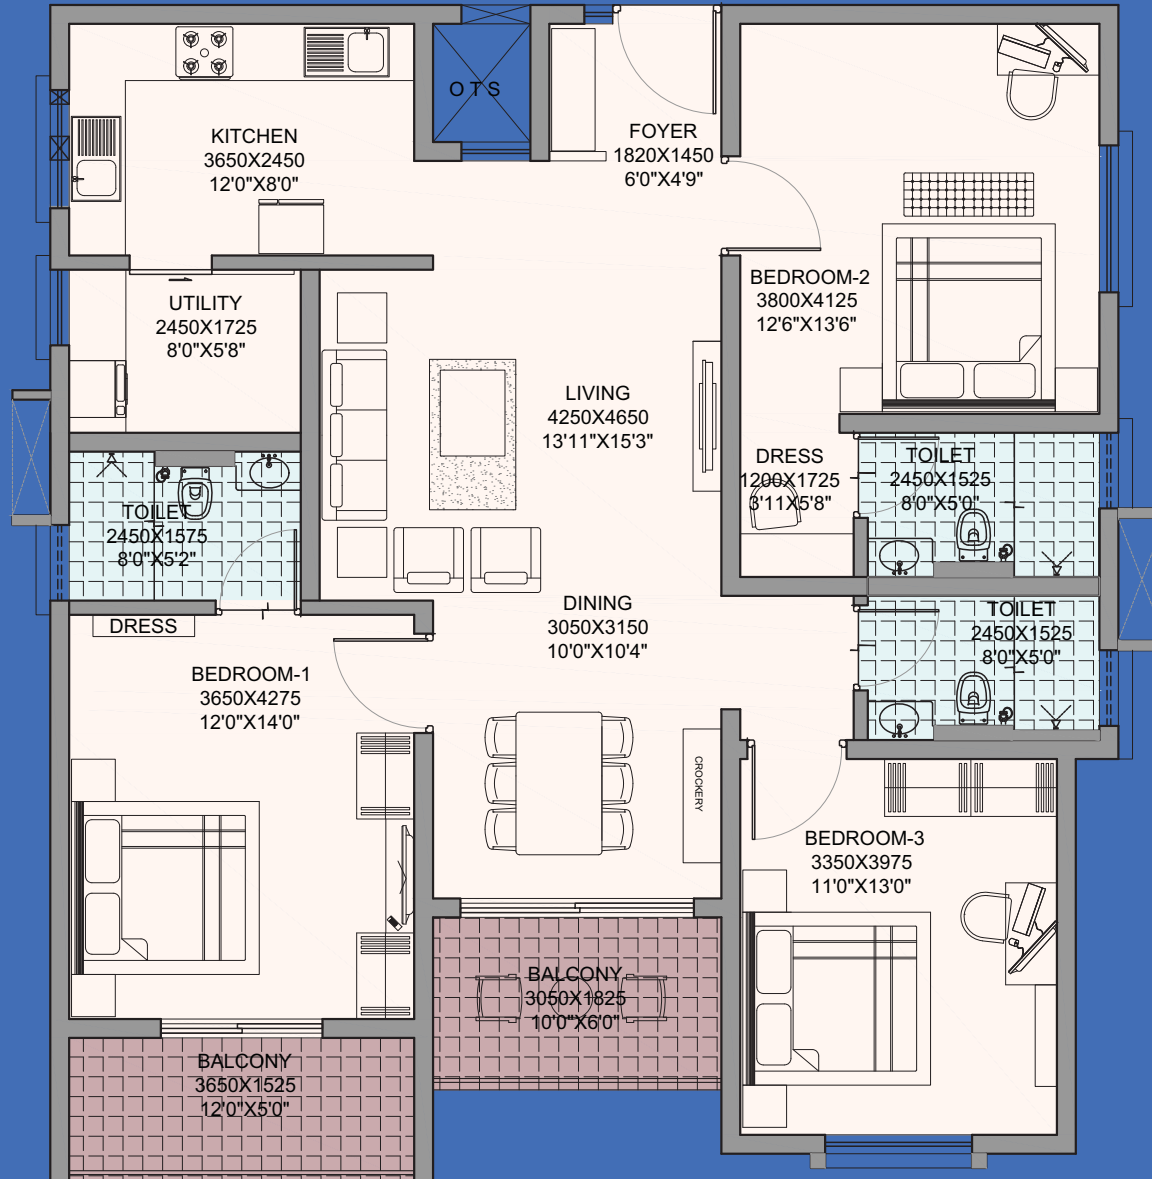 O T S
KITCHEN
3650X2450
12'0"X8'0"
FOYER
1820X1450
6'0"X4'9"
BEDROOM-2
3800X4125
12'6"X13'6"
UTILITY
2450X1725
8'0"X5'8"
LIVING
4250X4650
13'11"X15'3"
DRESS
1200X1725
3'11X5'8"
TOILET
2450X1525
8'0"X5'0"
TOILET
2450X1575
8'0"X5'2"
DRESS
DINING
3050X3150
10'0"X10'4"
TOILET
2450X1525
8'0"X5'0"
BEDROOM-1
3650X4275
12'0"X14'0"
CROCKERY
BEDROOM-3
3350X3975
11'0"X13'0"
BALCONY
3050X1825
10'0"X6'0"
BALCONY
3650X1525
12'0"X5'0"